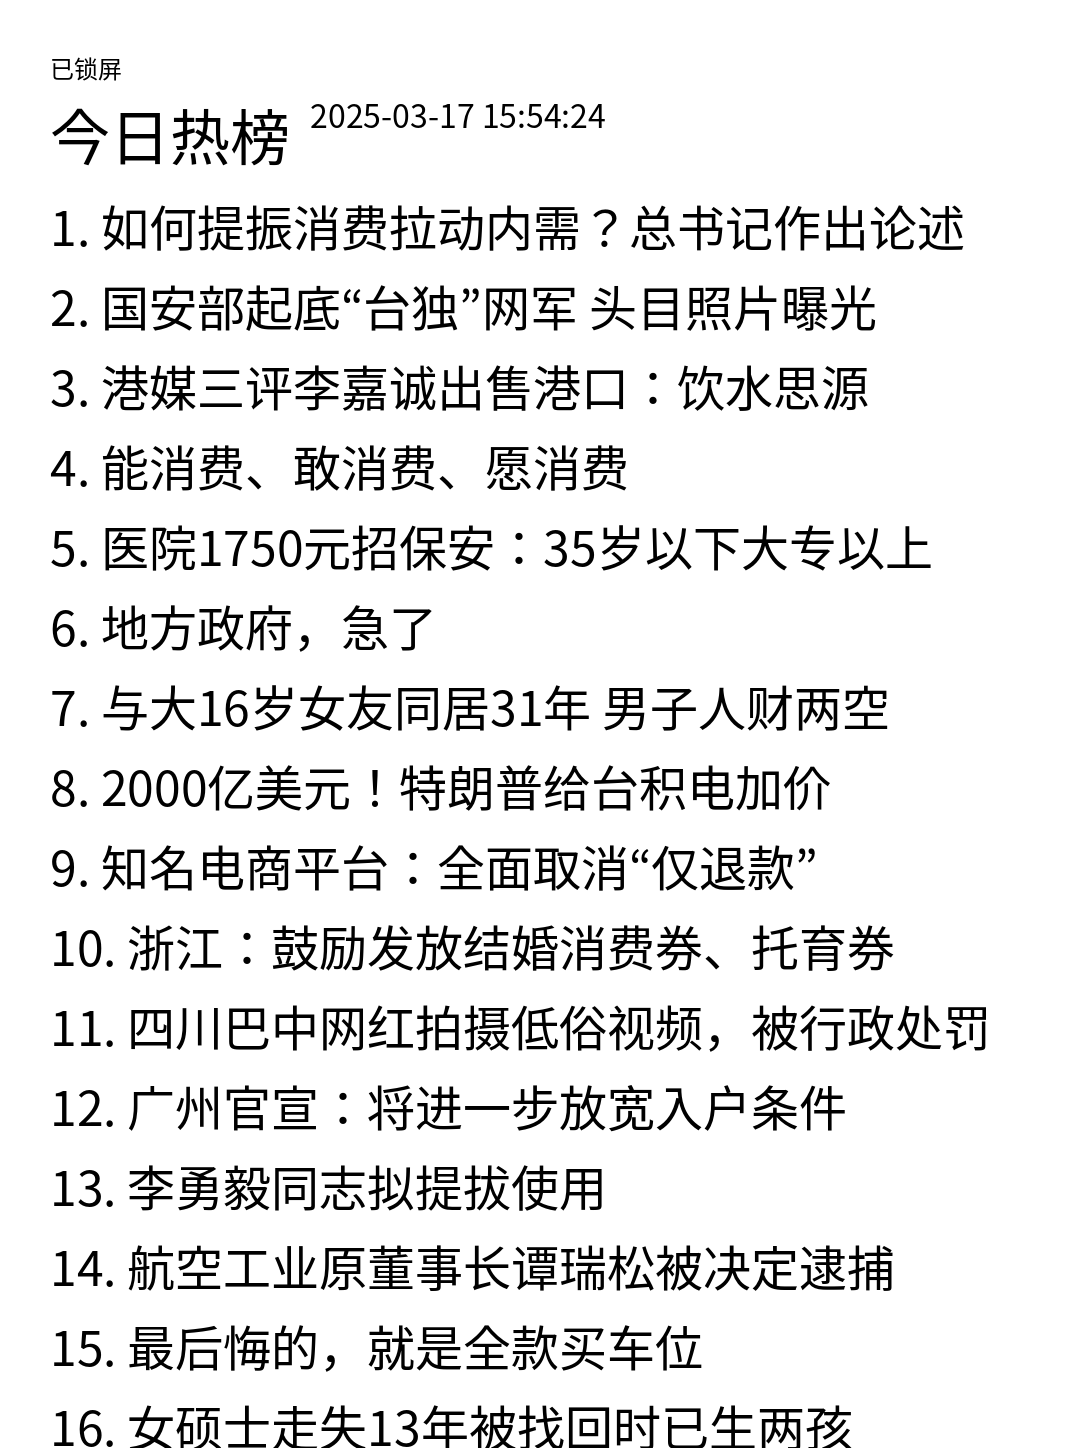 已锁屏
今日热榜 2025-03-17 15:54:24
1. 如何提振消费拉动内需？总书记作出论述
2. 国安部起底“台独”网军 头目照片曝光
3. 港媒三评李嘉诚出售港口：饮水思源
4. 能消费、敢消费、愿消费
5. 医院1750元招保安：35岁以下大专以上
6. 地方政府，急了
7. 与大16岁女友同居31年 男子人财两空
8. 2000亿美元！特朗普给台积电加价
9. 知名电商平台：全面取消“仅退款”
10. 浙江：鼓励发放结婚消费券、托育券
11. 四川巴中网红拍摄低俗视频，被行政处罚
12. 广州官宣：将进一步放宽入户条件
13. 李勇毅同志拟提拔使用
14. 航空工业原董事长谭瑞松被决定逮捕
15. 最后悔的，就是全款买车位
16. 女硕士走失13年被找回时已生两孩